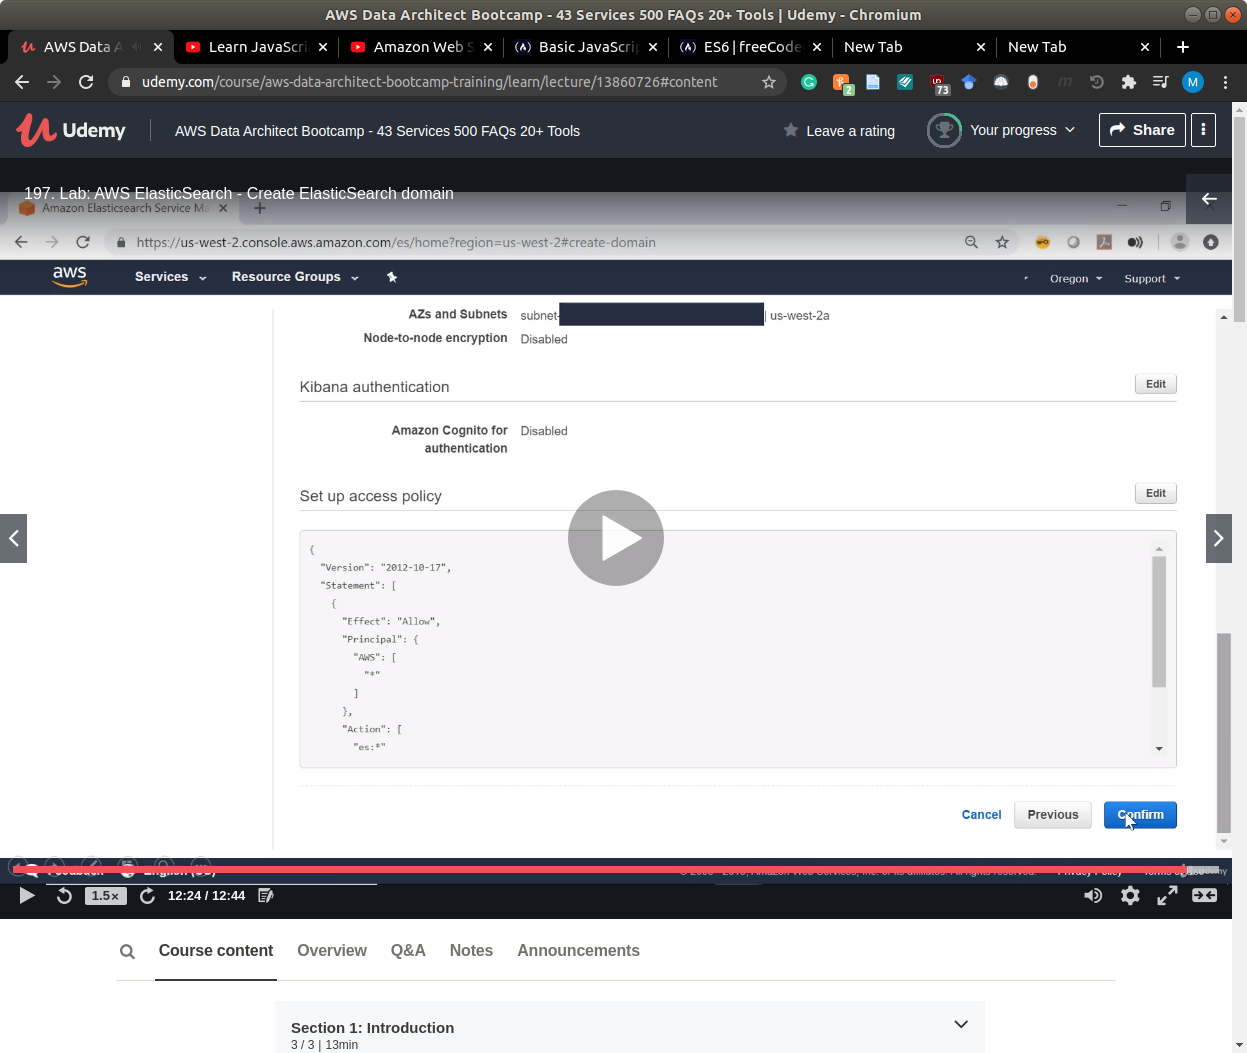 AWS Data Architect Bootcamp - 43 Services 500 FAQs 20+ Tools | Udemy - Chromium
AWS Data A
Learn JavaScri
Amazon Web S
Basic JavaScrip
ES6 | freeCode
New Tab
New Tab
udemy.com/course/aws-data-architect-bootcamp-training/learn/lecture/13860726#content
2
73
M
Udemy
AWS Data Architect Bootcamp - 43 Services 500 FAQs 20+ Tools
Leave a rating
Your progress
Share
197. Lab: AWS ElasticSearch - Create ElasticSearch domain
Amazon Elasticsearch Service Ma
https://us-west-2.console.aws.amazon.com/es/home?region=us-west-2#create-domain
aws
Services
Resource Groups
Oregon
Support
AZs and Subnets subnet- | us-west-2a
Node-to-node encryption Disabled
Kibana authentication
Edit
Amazon Cognito for Disabled
authentication
Set up access policy
Edit
{
"Version": "2012-10-17",
"Statement": [
{
"Effect": "Allow",
"Principal": {
"AWS": [
"*"
]
},
"Action": [
"es:*"
Cancel
Previous
Confirm
Feedback
English (US)
1.5×
12:24 / 12:44
Course content
Overview
Q&A
Notes
Announcements
Section 1: Introduction
3 / 3 | 13min